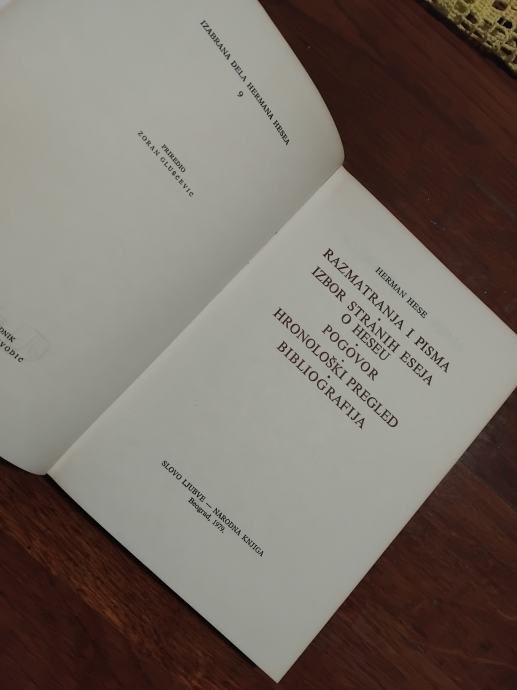 IZABRANA DELA HERMANA HESEA
9
PRIREDIO
ZORAN GLUŠČEVIĆ
HERMAN HESE
RAZMATRANJA I PISMA
•
IZBOR STRANIH ESEJA
O HESEU
•
POGOVOR
•
HRONOLOŠKI PREGLED
•
BIBLIOGRAFIJA
SLOVO LJUBVE — NARODNA KNJIGA
Beograd, 1979.